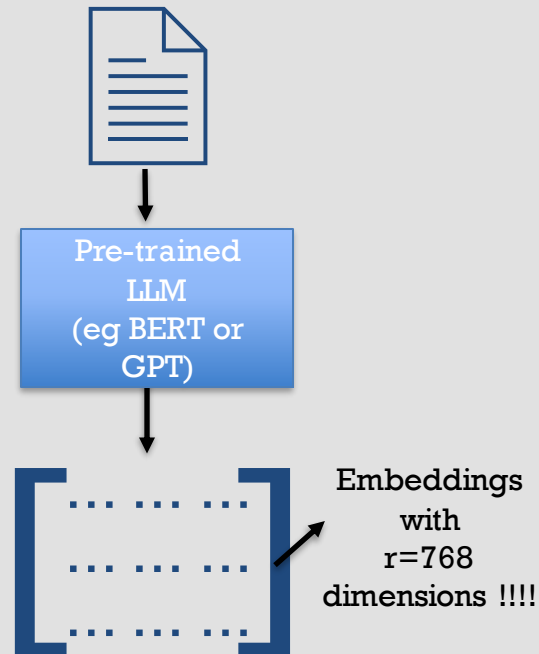 Pre-trained
LLM
(eg BERT or
GPT)
... ... ...
... ... ...
... ... ...
Embeddings
with
r=768
dimensions !!!!